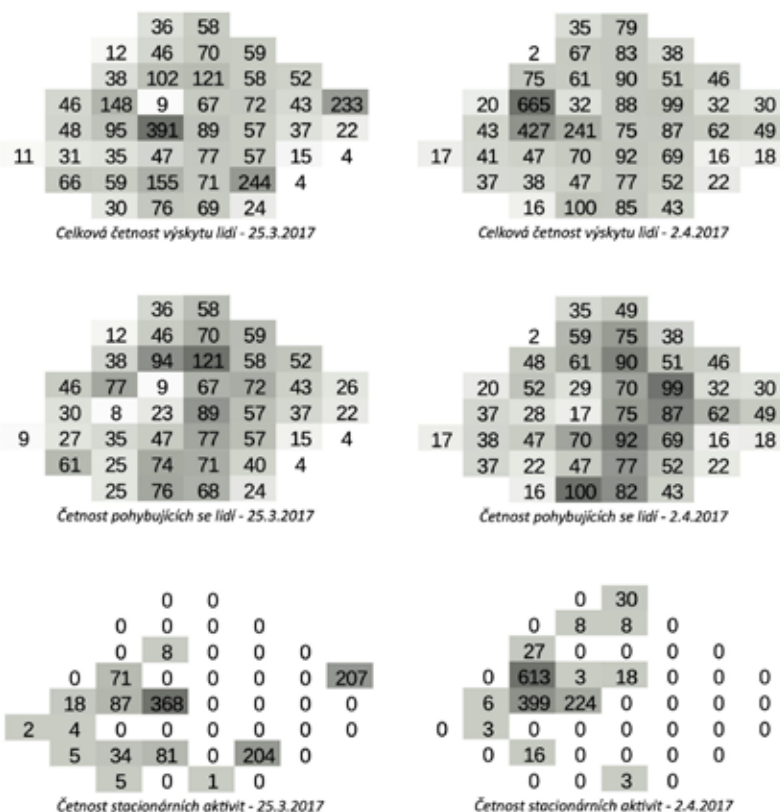 36 58
12 46 70 59
38 102 121 58 52
46 148 9 67 72 43 233
48 95 391 89 57 37 22
11 31 35 47 77 57 15 4
66 59 155 71 244 4
30 76 69 24
Celková četnost výskytu lidí - 25.3.2017
35 79
2 67 83 38
75 61 90 51 46
20 665 32 88 99 32 30
43 427 241 75 87 62 49
17 41 47 70 92 69 16 18
37 38 47 77 52 22
16 100 85 43
Celková četnost výskytu lidí - 2.4.2017
36 58
12 46 70 59
38 94 121 58 52
46 77 9 67 72 43 26
30 8 23 89 57 37 22
9 27 35 47 77 57 15 4
61 25 74 71 40 4
25 76 68 24
Četnost pohybujících se lidí - 25.3.2017
35 49
2 59 75 38
48 61 90 51 46
20 52 29 70 99 32 30
37 28 17 75 87 62 49
17 38 47 70 92 69 16 18
37 22 47 77 52 22
16 100 82 43
Četnost pohybujících se lidí - 2.4.2017
0 0
0 0 0 0
0 8 0 0 0
0 71 0 0 0 0 207
18 87 368 0 0 0 0
2 4 0 0 0 0 0 0
5 34 81 0 204 0
5 0 1 0
Četnost stacionárních aktivit - 25.3.2017
0 30
0 8 8 0
27 0 0 0 0
0 613 3 18 0 0 0
6 399 224 0 0 0 0
0 3 0 0 0 0 0 0
0 16 0 0 0 0
0 0 3 0
Četnost stacionárních aktivit - 2.4.2017